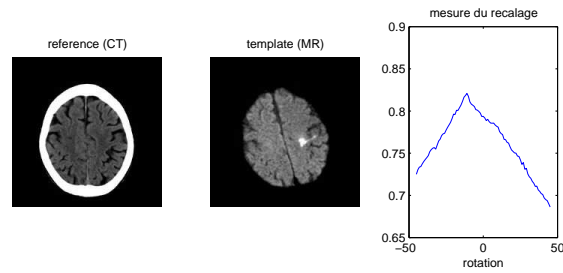 reference (CT)
template (MR)
mesure du recalage
0.9
0.85
0.8
0.75
0.7
0.65
−50
0
50
rotation